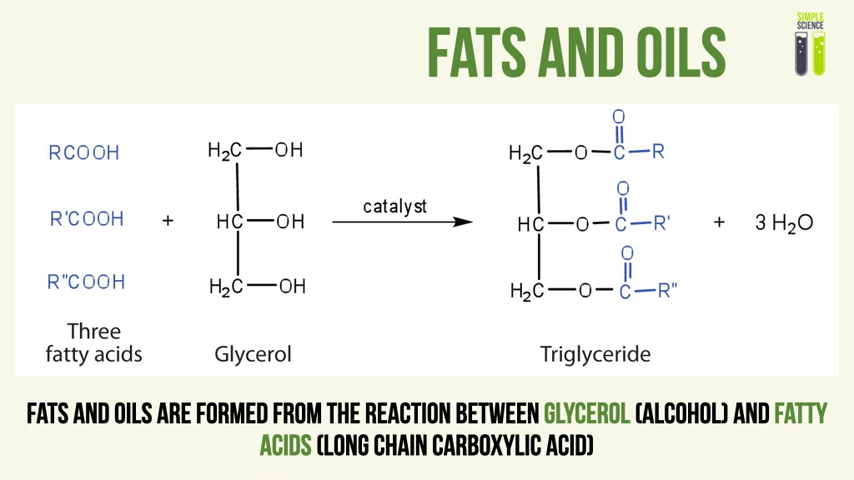 SIMPLE
SCIENCE
FATS AND OILS
RCOOH
R'COOH
R"COOH
+
H₂C—OH
HC—OH
H₂C—OH
catalyst
O
H₂C—O—C—R
O
HC—O—C—R'
O
H₂C—O—C—R"
+ 3 H₂O
Three
fatty acids
Glycerol
Triglyceride
FATS AND OILS ARE FORMED FROM THE REACTION BETWEEN GLYCEROL (ALCOHOL) AND FATTY
ACIDS (LONG CHAIN CARBOXYLIC ACID)